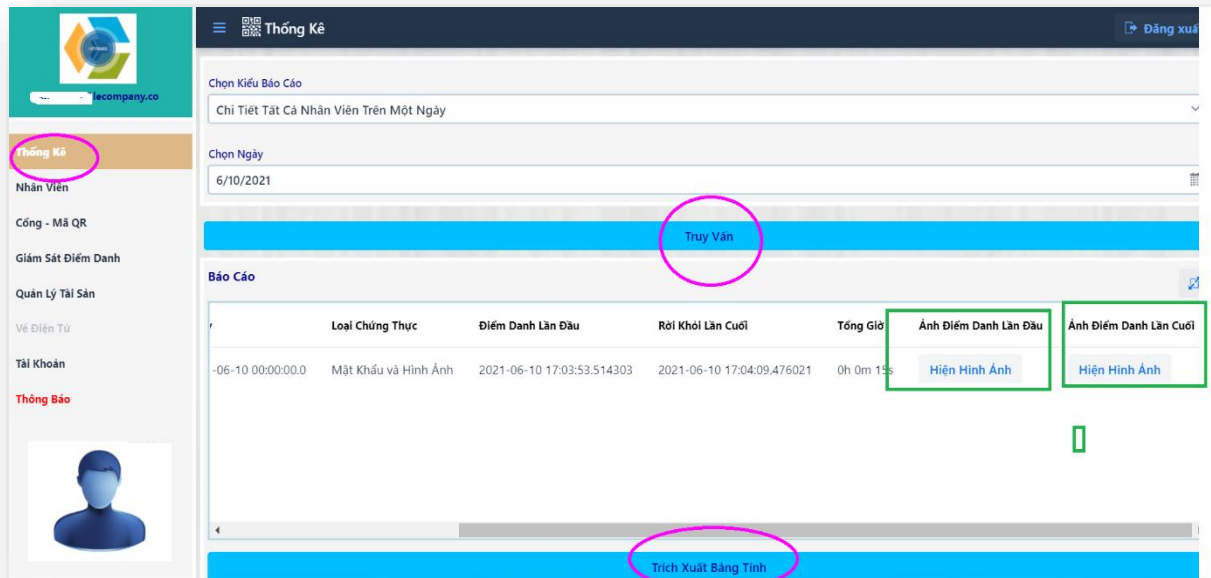 Thống Kê
Đăng xuấ
lecompany.co
Chọn Kiểu Báo Cáo
Chi Tiết Tất Cả Nhân Viên Trên Một Ngày
Thống Kê
Chọn Ngày
6/10/2021
Nhân Viên
Cổng - Mã QR
Truy Vấn
Giám Sát Điểm Danh
Báo Cáo
Quản Lý Tài Sản
Vé Điện Tử
Loại Chứng Thực Điểm Danh Lần Đầu Rời Khỏi Lần Cuối Tổng Giờ Ảnh Điểm Danh Lần Đầu Ảnh Điểm Danh Lần Cuối
Tài Khoản
-06-10 00:00:00.0 Mật Khẩu và Hình Ảnh 2021-06-10 17:03:53.514303 2021-06-10 17:04:09.476021 0h 0m 15s Hiện Hình Ảnh Hiện Hình Ảnh
Thông Báo
Trích Xuất Bảng Tính